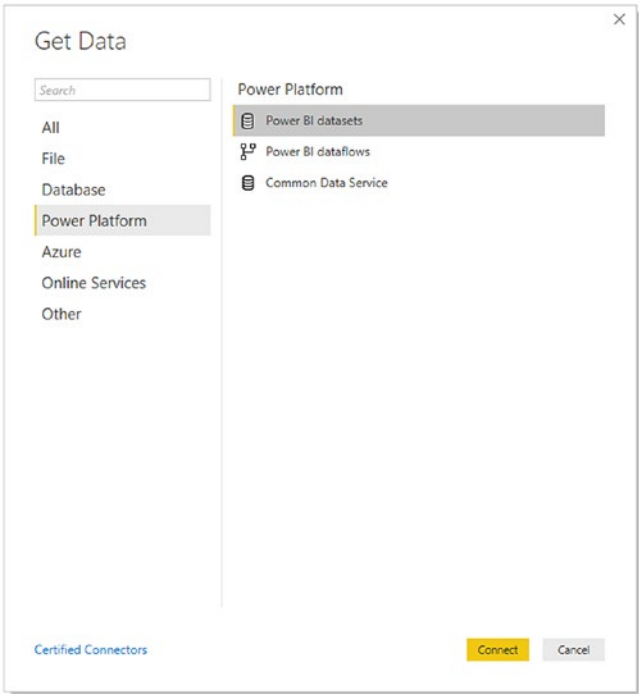 Get Data
Search
All
File
Database
Power Platform
Azure
Online Services
Other
Power Platform
Power BI datasets
Power BI dataflows
Common Data Service
Certified Connectors
Connect
Cancel